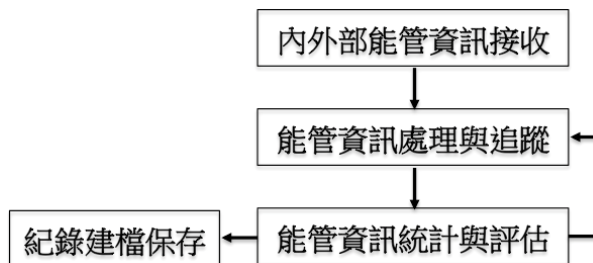 內外部能管資訊接收
能管資訊處理與追蹤
紀錄建檔保存
能管資訊統計與評估